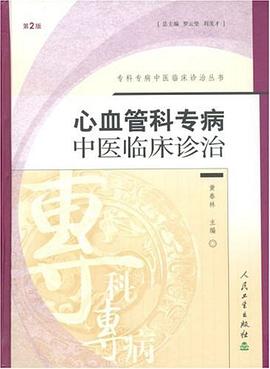 第2版
[总主编 罗云坚 刘茂才]
专科专病中医临床诊治丛书
心血管科专病
中医临床诊治
黄春林 主编
專
科
專
病
人民卫生出版社